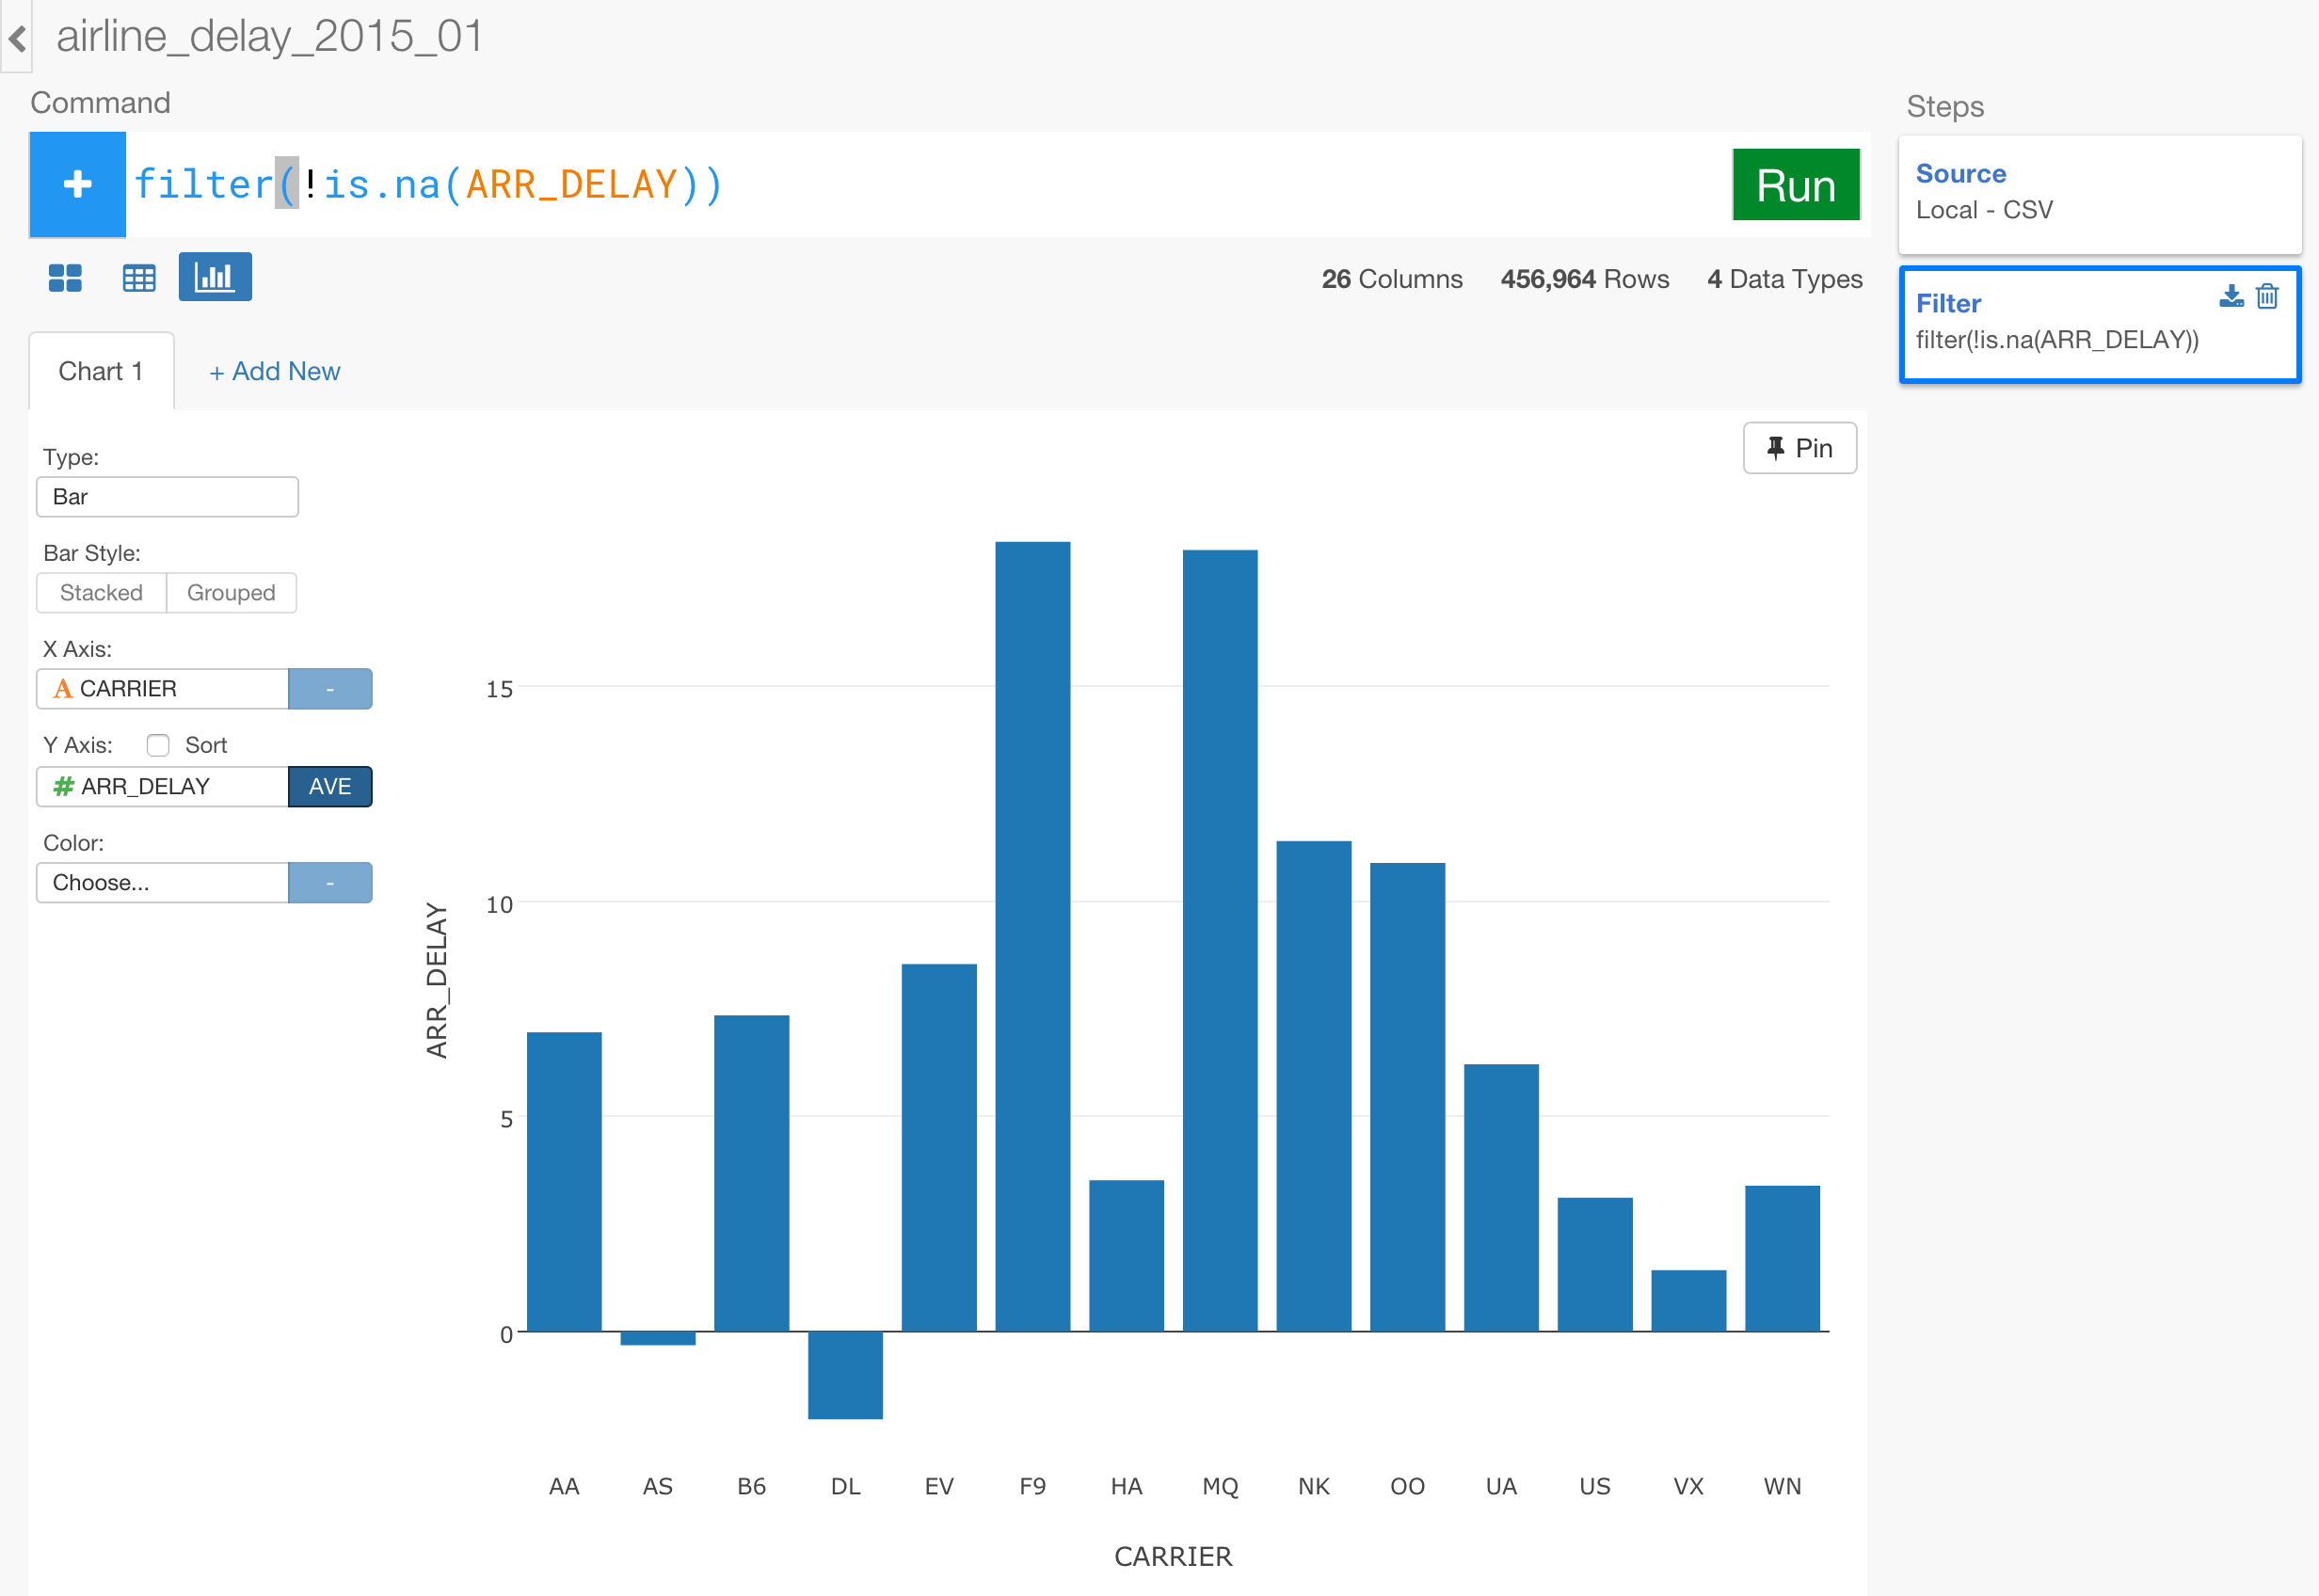 airline_delay_2015_01
Command
filter(!is.na(ARR_DELAY))
Run
26 Columns 456,964 Rows 4 Data Types
Chart 1
+ Add New
Pin
Type:
Bar
Bar Style:
Stacked Grouped
X Axis:
A CARRIER -
Y Axis: Sort
# ARR_DELAY AVE
Color:
Choose... -
ARR_DELAY
15
10
5
0
AA AS B6 DL EV F9 HA MQ NK OO UA US VX WN
CARRIER
Steps
Source
Local - CSV
Filter
filter(!is.na(ARR_DELAY))